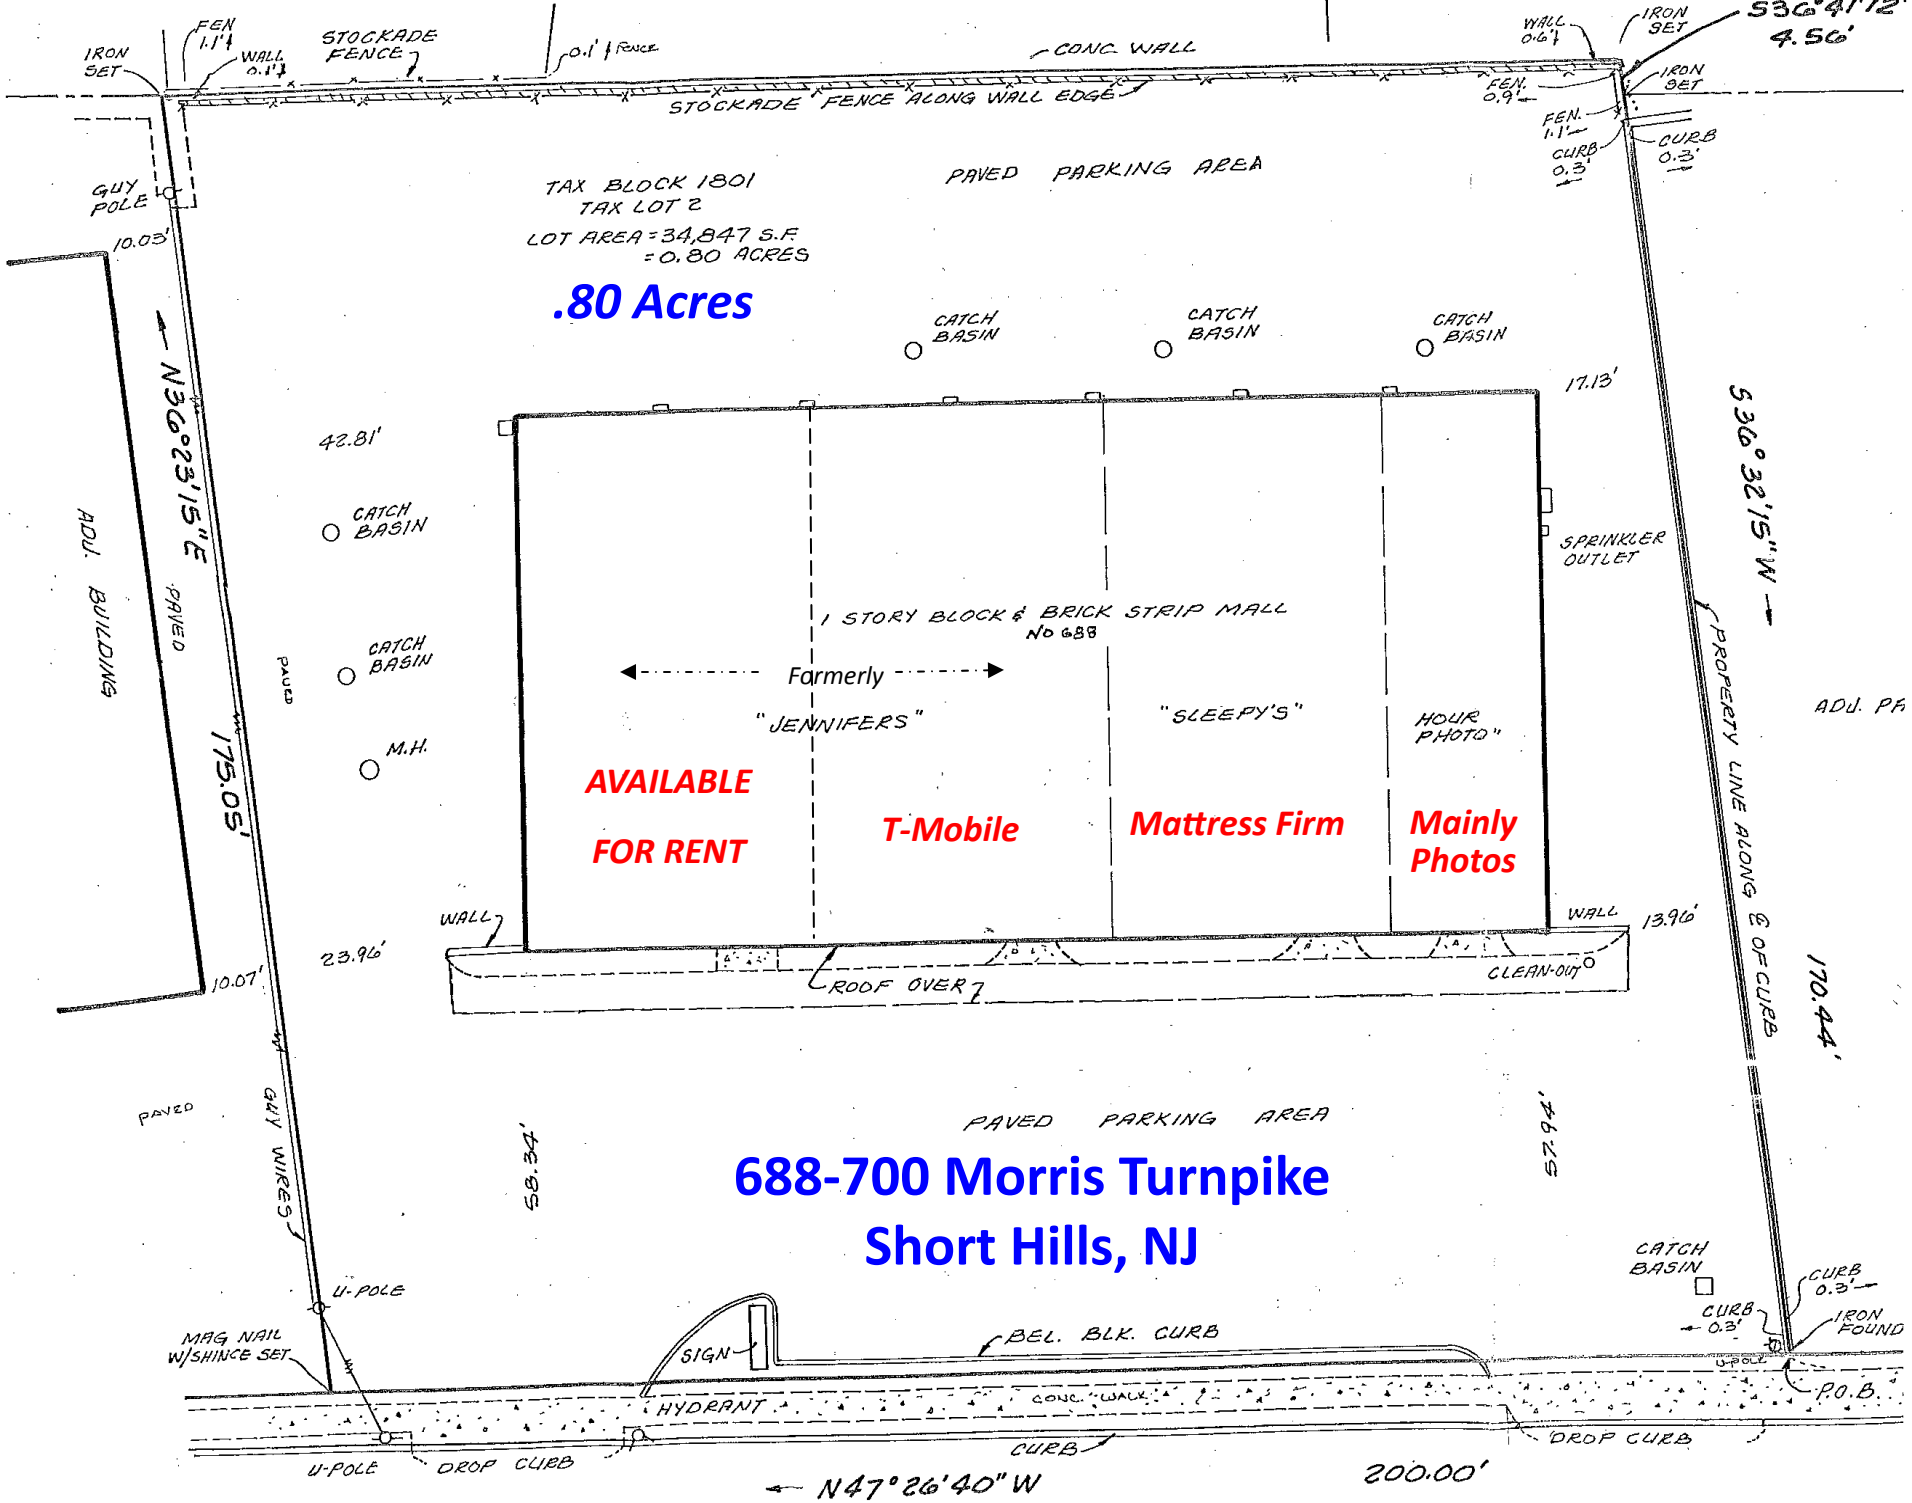 FEN
1.1'
IRON
SET
WALL
0.1'
STOCKADE
FENCE
0.1' FENCE
CONC. WALL
WALL
0.6'
IRON
SET
S36°41'12"
4.56'
STOCKADE FENCE ALONG WALL EDGE
FEN.
0.9'
IRON
SET
FEN.
1.1'
CURB
0.3'
CURB
0.3'
GUY
POLE
10.03'
TAX BLOCK 1801
TAX LOT 2
LOT AREA = 34,847 S.F.
= 0.80 ACRES
.80 Acres
PAVED PARKING AREA
CATCH
BASIN
CATCH
BASIN
CATCH
BASIN
17.13'
N36°23'15"E
175.05'
S36°32'15"W
170.44'
42.81'
CATCH
BASIN
CATCH
BASIN
M.H.
ADJ. BUILDING
PAVED
PAVED
SPRINKLER
OUTLET
1 STORY BLOCK & BRICK STRIP MALL
NO 688
Formerly
"JENNIFERS"
"SLEEPY'S"
HOUR
PHOTO"
AVAILABLE
FOR RENT
T-Mobile
Mattress Firm
Mainly
Photos
PROPERTY LINE ALONG ₢ OF CURB
ADJ. PA
WALL
23.96'
10.07'
WALL
13.96'
ROOF OVER
CLEAN-OUT
PAVED
GUY WIRES
58.34'
PAVED PARKING AREA
57.94'
688-700 Morris Turnpike
Short Hills, NJ
CATCH
BASIN
CURB
0.3'
CURB
0.3'
IRON
FOUND
U-POLE
MAG NAIL
W/SHINCE SET
SIGN
BEL. BLK. CURB
U-POLE
P.O.B.
HYDRANT
CONC. WALK
U-POLE
DROP CURB
CURB
DROP CURB
N47°26'40"W
200.00'